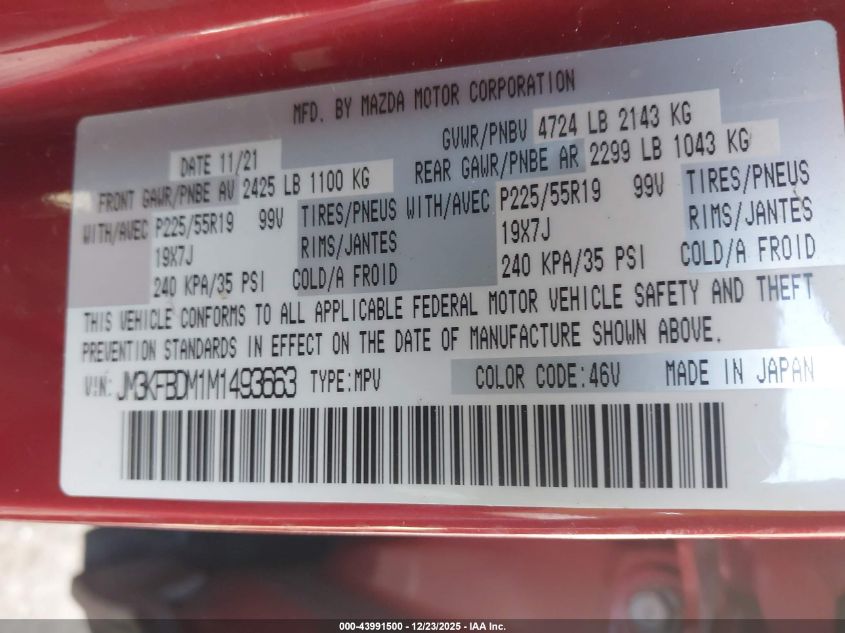 MFD. BY MAZDA MOTOR CORPORATION
DATE 11/21 GVWR/PNBV 4724 LB 2143 KG
FRONT GAWR/PNBE AV 2425 LB 1100 KG REAR GAWR/PNBE AR 2299 LB 1043 KG
WITH/AVEC P225/55R19 99V TIRES/PNEUS WITH/AVEC P225/55R19 99V TIRES/PNEUS
19X7J RIMS/JANTES 19X7J RIMS/JANTES
240 KPA/35 PSI COLD/A FROID 240 KPA/35 PSI COLD/A FROID
THIS VEHICLE CONFORMS TO ALL APPLICABLE FEDERAL MOTOR VEHICLE SAFETY AND THEFT
PREVENTION STANDARDS IN EFFECT ON THE DATE OF MANUFACTURE SHOWN ABOVE.
VIN: JM3KFBDM1M1493663 TYPE:MPV COLOR CODE:46V MADE IN JAPAN
000-43991500 - 12/23/2025 - IAA Inc.